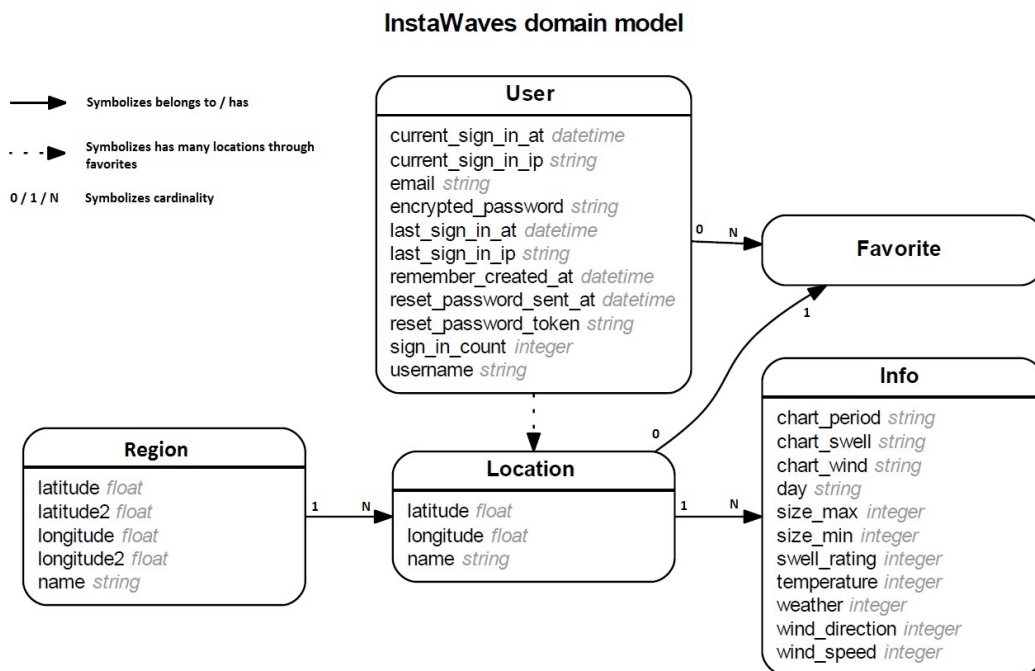 InstaWaves domain model
Symbolizes belongs to / has
Symbolizes has many locations through
favorites
0 / 1 / N Symbolizes cardinality
User
current_sign_in_at datetime
current_sign_in_ip string
email string
encrypted_password string
last_sign_in_at datetime
last_sign_in_ip string
remember_created_at datetime
reset_password_sent_at datetime
reset_password_token string
sign_in_count integer
username string
0 N
Favorite
1
0
Region
latitude float
latitude2 float
longitude float
longitude2 float
name string
1 N
Location
latitude float
longitude float
name string
1 N
Info
chart_period string
chart_swell string
chart_wind string
day string
size_max integer
size_min integer
swell_rating integer
temperature integer
weather integer
wind_direction integer
wind_speed integer